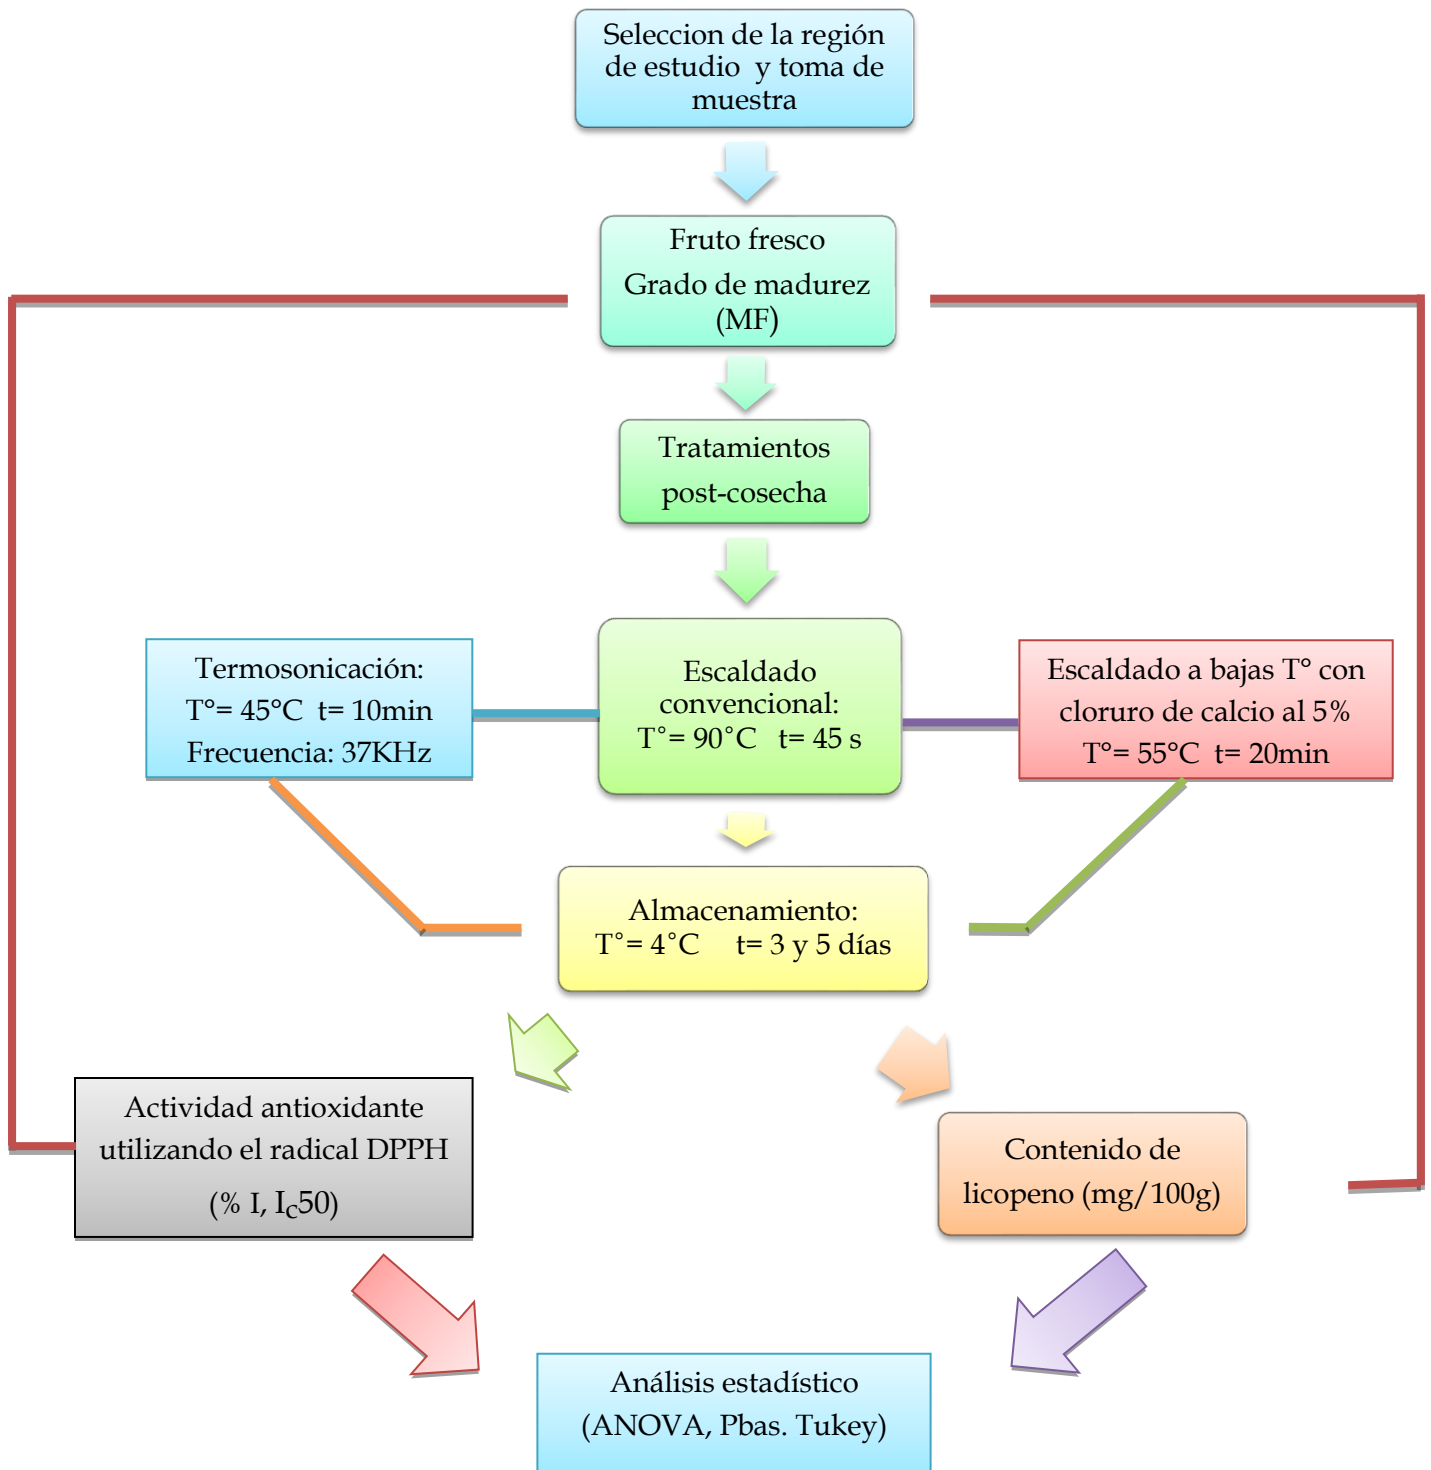 Seleccion de la región
de estudio y toma de
muestra
Fruto fresco
Grado de madurez
(MF)
Tratamientos
post-cosecha
Termosonicación:
T°= 45°C t= 10min
Frecuencia: 37KHz
Escaldado
convencional:
T˚= 90˚C t= 45 s
Escaldado a bajas T° con
cloruro de calcio al 5%
T°= 55°C t= 20min
Almacenamiento:
T˚= 4˚C t= 3 y 5 días
Actividad antioxidante
utilizando el radical DPPH
(% I, Ic50)
Contenido de
licopeno (mg/100g)
Análisis estadístico
(ANOVA, Pbas. Tukey)